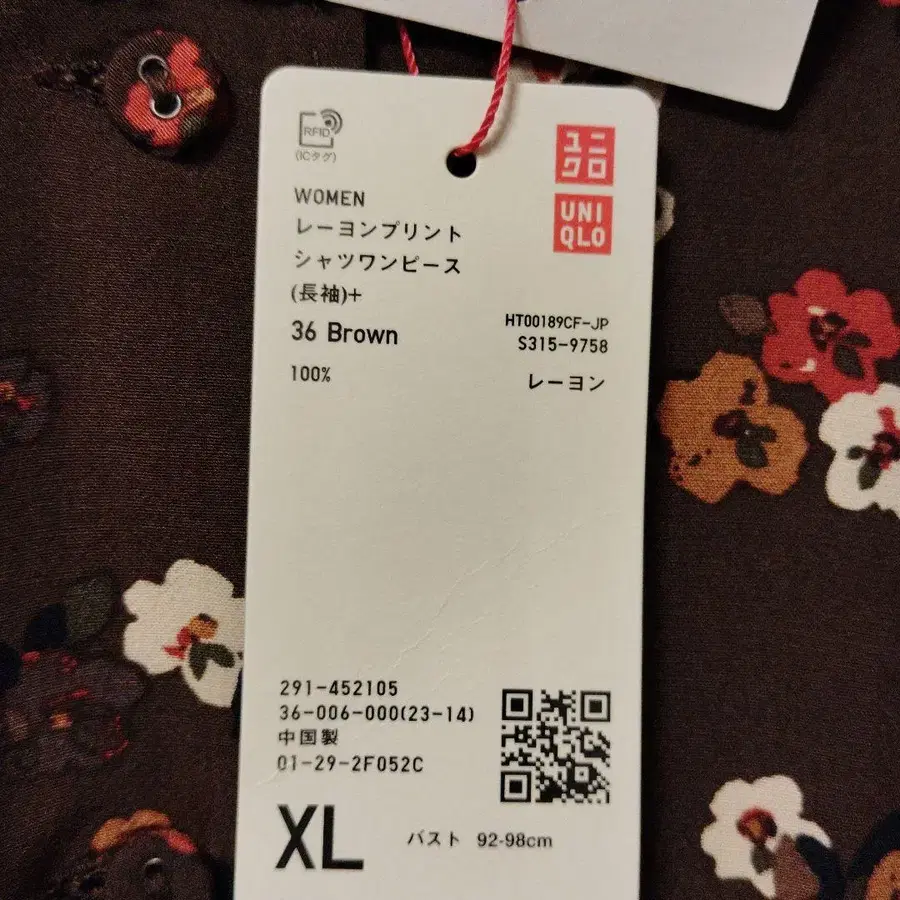 RFID
(ICタグ)
ユニ
クロ
UNI
QLO
WOMEN
レーヨンプリント
シャツワンピース
(長袖)+
36 Brown
HT00189CF-JP
S315-9758
100%
レーヨン
291-452105
36-006-000(23-14)
中国製
01-29-2F052C
XL
バスト 92-98cm